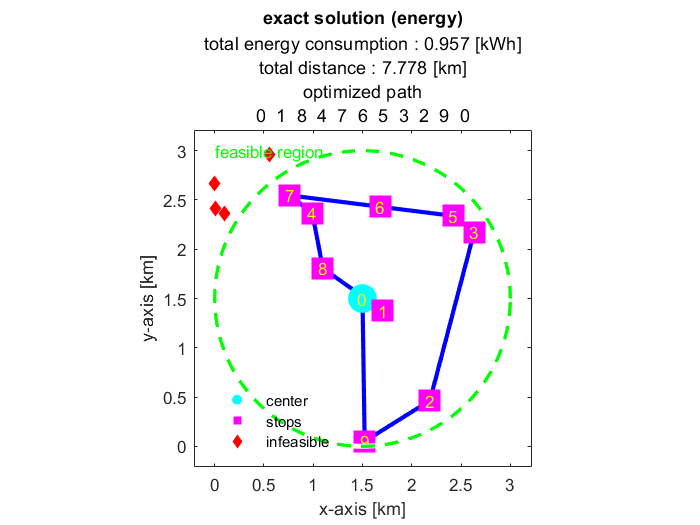 exact solution (energy)
total energy consumption : 0.957 [kWh]
total distance : 7.778 [km]
optimized path
0 1 8 4 7 6 5 3 2 9 0
3
feasible region
2.5
7
4
6
5
3
2
8
1.5
0
1
1
y-axis [km]
0.5
center
2
stops
0
infeasible
9
0
0.5
1
1.5
2
2.5
3
x-axis [km]